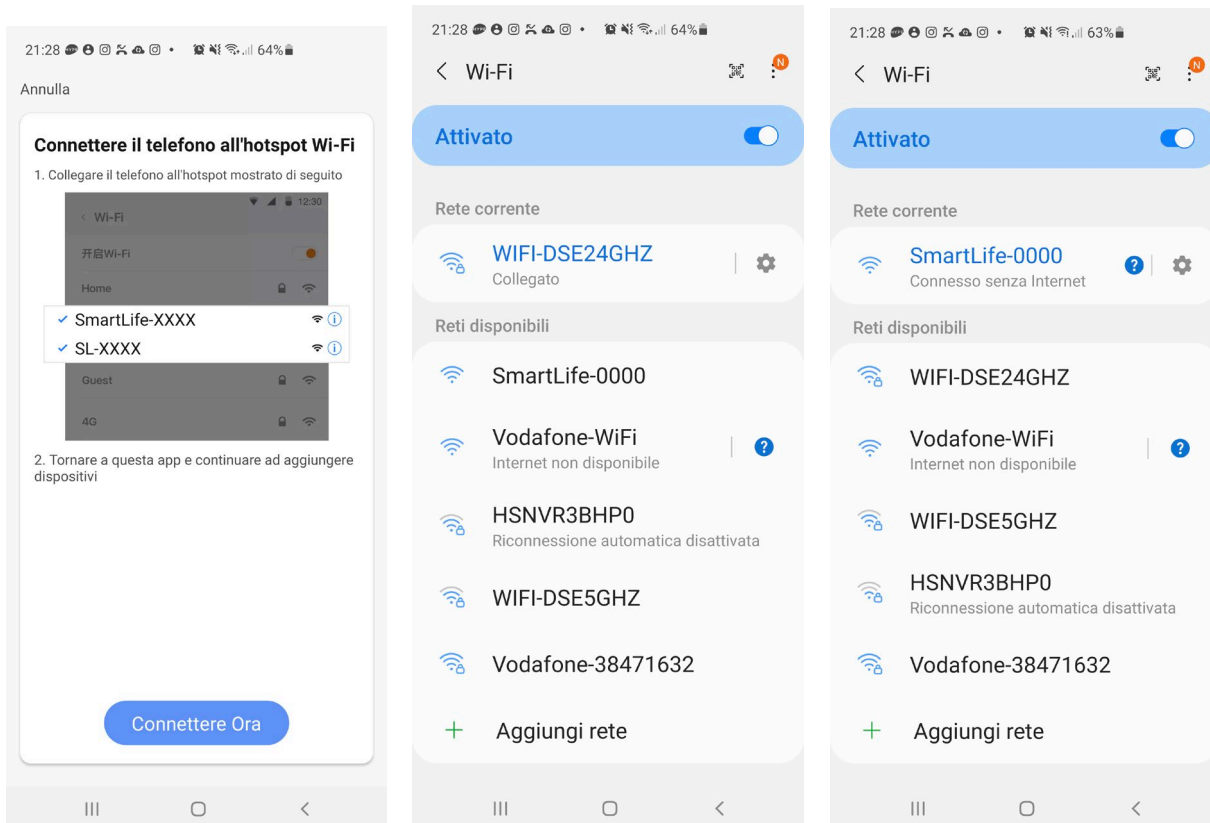 21:28 64%
Annulla
Connettere il telefono all'hotspot Wi-Fi
1. Collegare il telefono all'hotspot mostrato di seguito
12:30
Wi-Fi
开启Wi-Fi
Home
SmartLife-XXXX
SL-XXXX
Guest
4G
2. Tornare a questa app e continuare ad aggiungere
dispositivi
Connettere Ora
21:28 64%
Wi-Fi
N
Attivato
Rete corrente
WIFI-DSE24GHZ
Collegato
Reti disponibili
SmartLife-0000
Vodafone-WiFi
Internet non disponibile
HSNVR3BHP0
Riconnessione automatica disattivata
WIFI-DSE5GHZ
Vodafone-38471632
Aggiungi rete
21:28 63%
Wi-Fi
N
Attivato
Rete corrente
SmartLife-0000
Connesso senza Internet
Reti disponibili
WIFI-DSE24GHZ
Vodafone-WiFi
Internet non disponibile
WIFI-DSE5GHZ
HSNVR3BHP0
Riconnessione automatica disattivata
Vodafone-38471632
Aggiungi rete